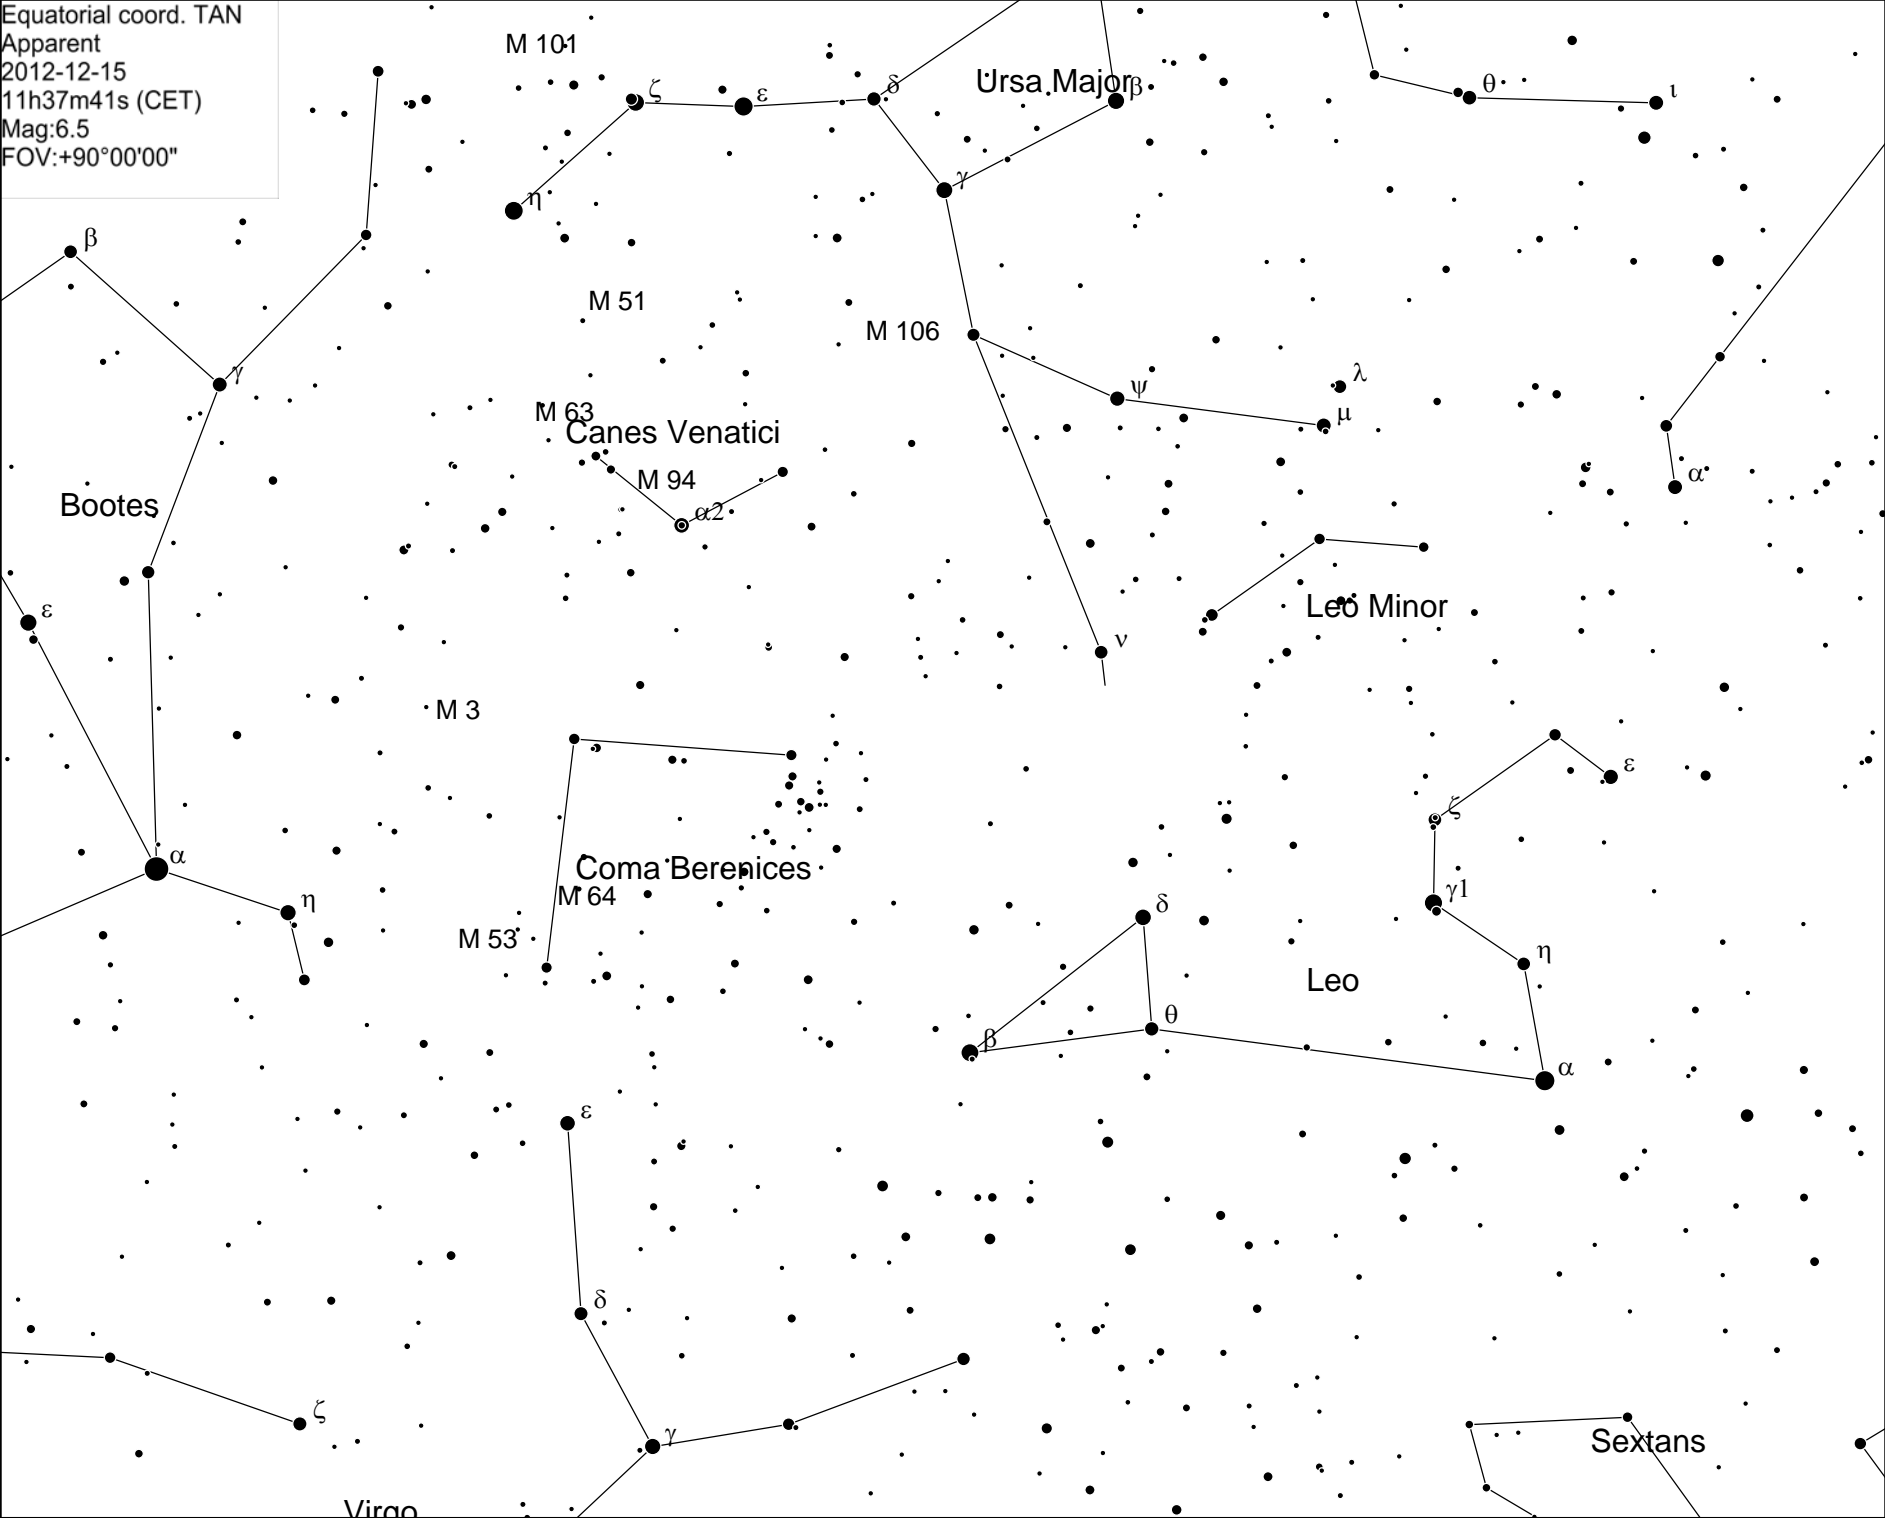 Equatorial coord. TAN
Apparent
2012-12-15
11h37m41s (CET)
Mag:6.5
FOV:+90°00'00"
M 101
ζ
ε
δ
Ursa Major
β
θ
ι
η
γ
β
M 51
M 106
γ
ψ
λ
μ
M 63
Canes Venatici
M 94
α2
α
Bootes
ε
Leo Minor
ν
M 3
ε
ζ
α
Coma Berenices
M 64
γ1
η
δ
M 53
η
Leo
θ
β
α
ε
δ
ζ
γ
Sextans
Virgo